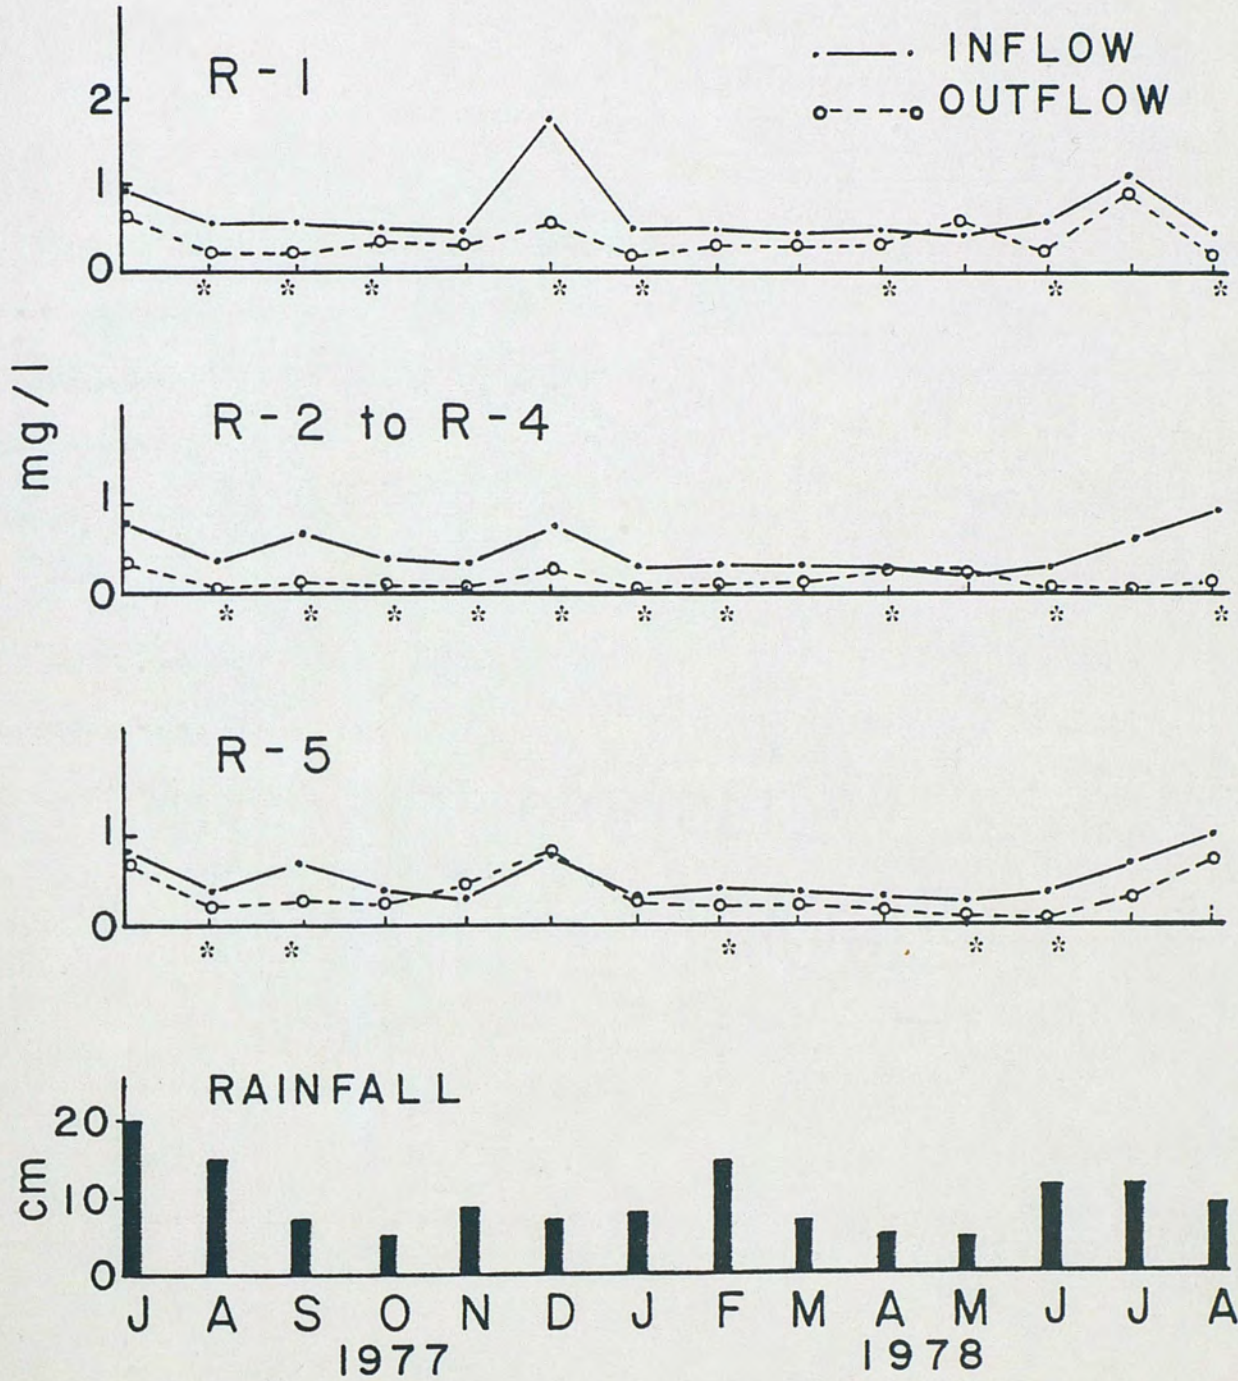 R-1
INFLOW
OUTFLOW
2
1
0
* * * * * * * *
mg/l
R-2 to R-4
1
0
* * * * * * * * * *
R-5
1
0
* * * * *
RAINFALL
cm
20
10
0
J A S O N D J F M A M J J A
1977 1978